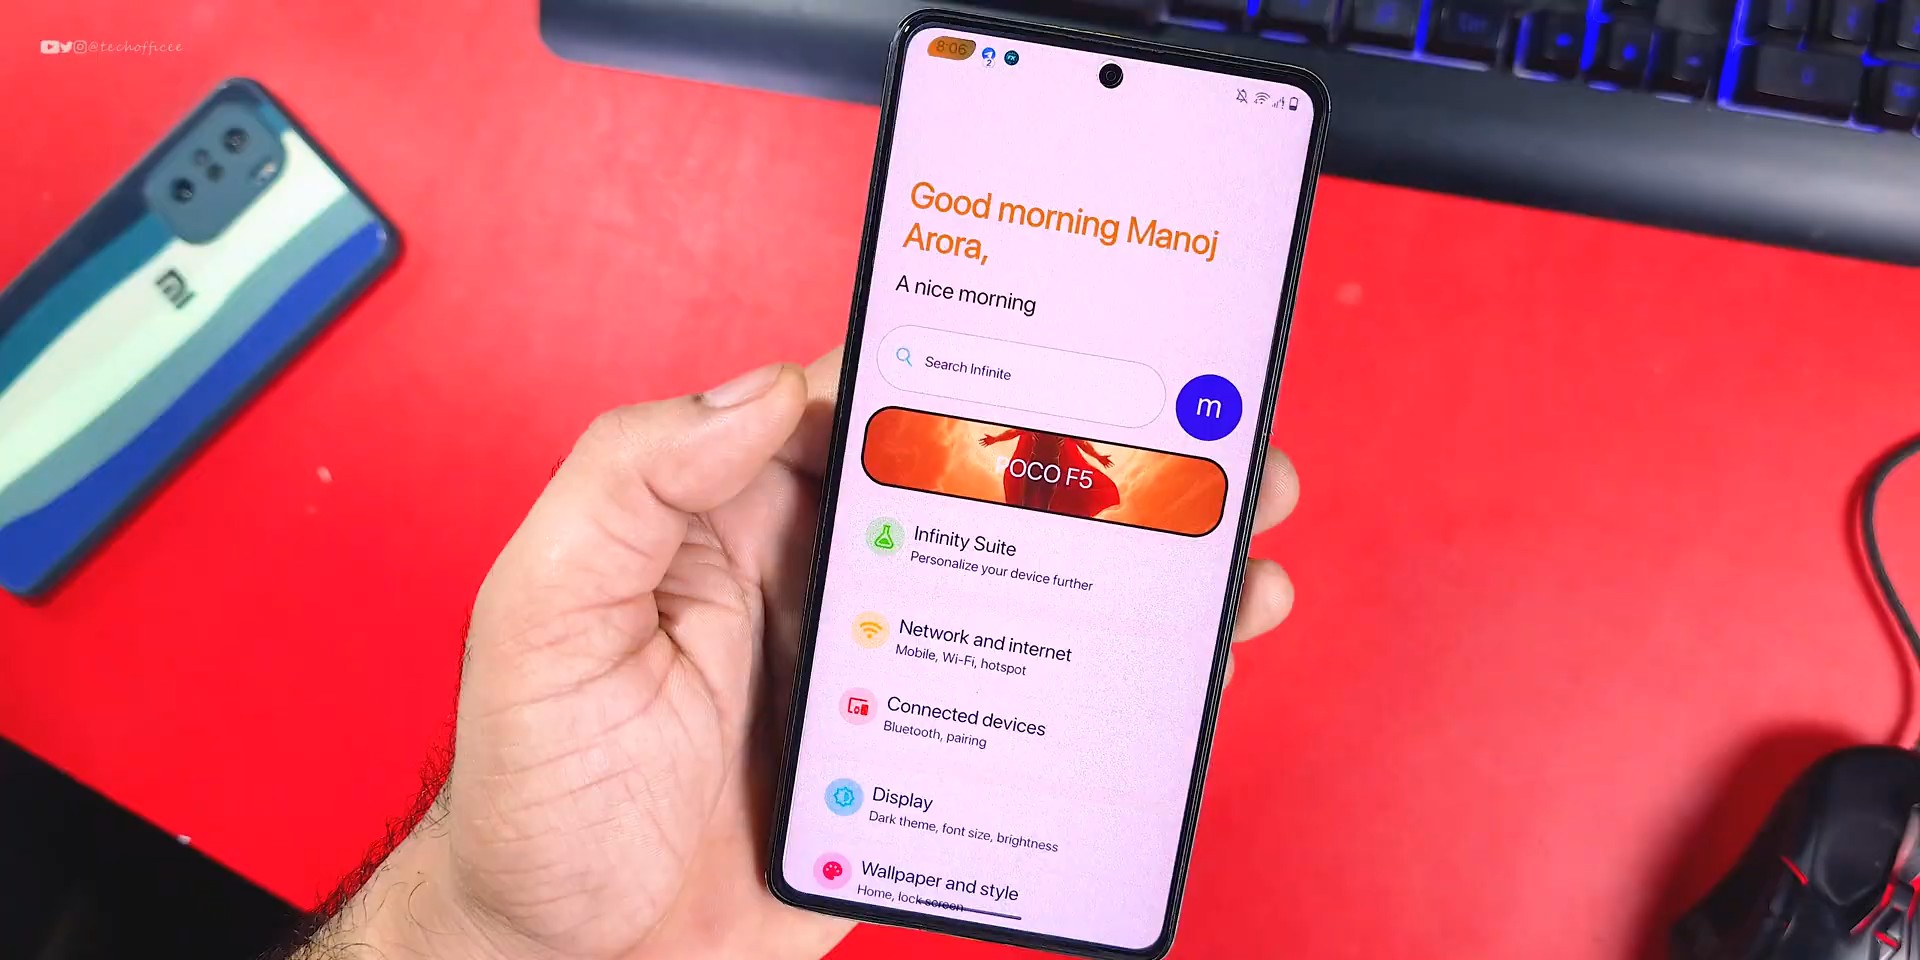 @techofficee
8:06
2
Good morning Manoj
Arora,
A nice morning
Search Infinite
m
POCO F5
Infinity Suite
Personalize your device further
Network and internet
Mobile, Wi-Fi, hotspot
Connected devices
Bluetooth, pairing
Display
Dark theme, font size, brightness
Wallpaper and style
Home, lock screen
mi